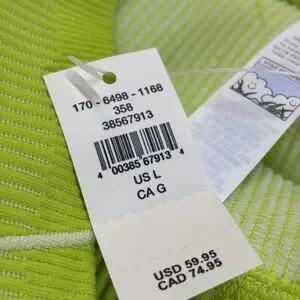 170 - 6498 - 1168
358
38567913
4 00385 67913 4
US L
CA G
USD 59.95
CAD 74.95